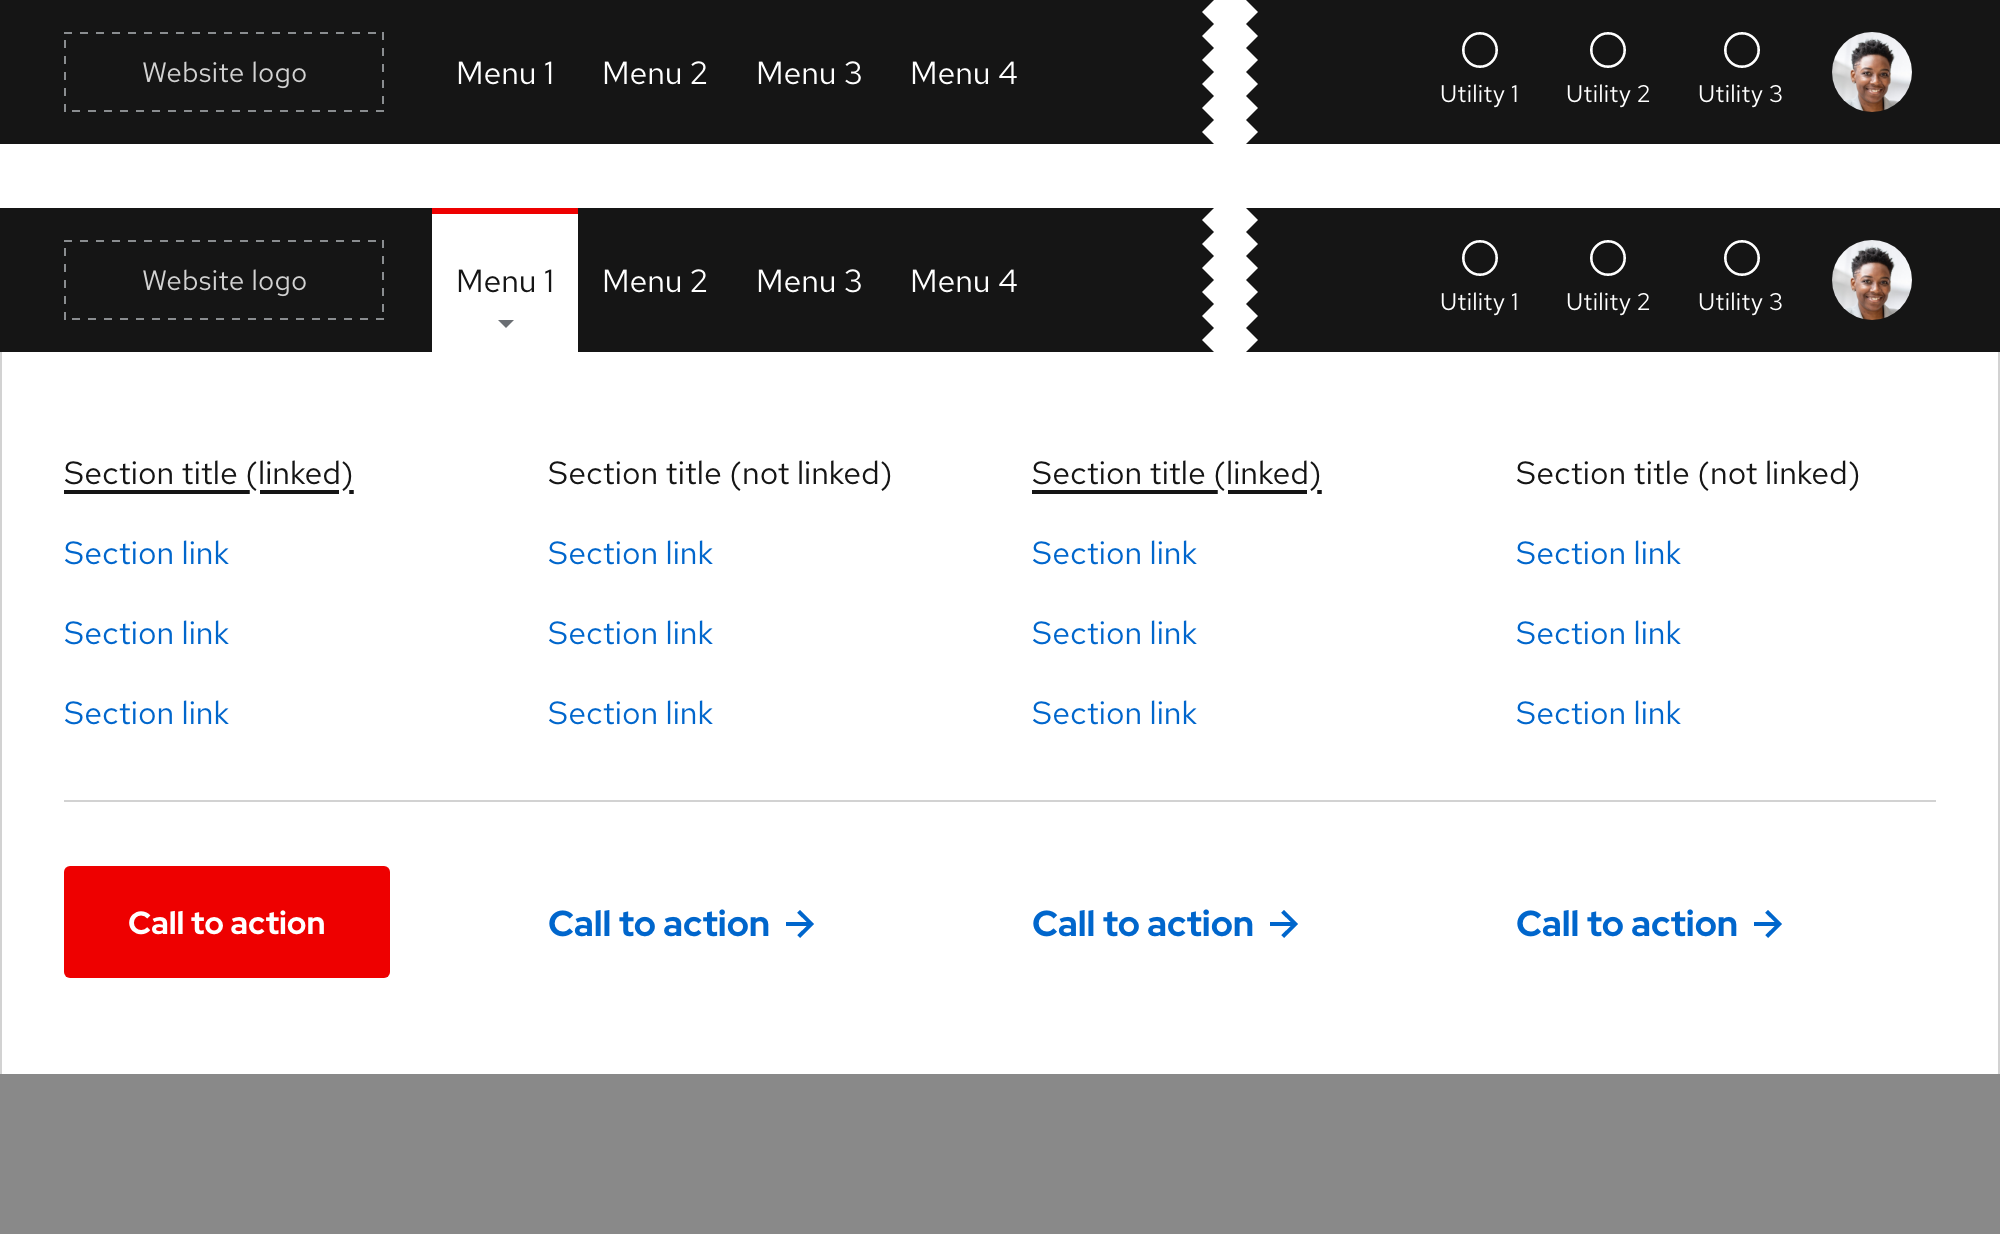 Website logo Menu 1 Menu 2 Menu 3 Menu 4 Utility 1 Utility 2 Utility 3
Website logo Menu 1 Menu 2 Menu 3 Menu 4 Utility 1 Utility 2 Utility 3
Section title (linked) Section title (not linked) Section title (linked) Section title (not linked)
Section link Section link Section link Section link
Section link Section link Section link Section link
Section link Section link Section link Section link
Call to action Call to action → Call to action → Call to action →